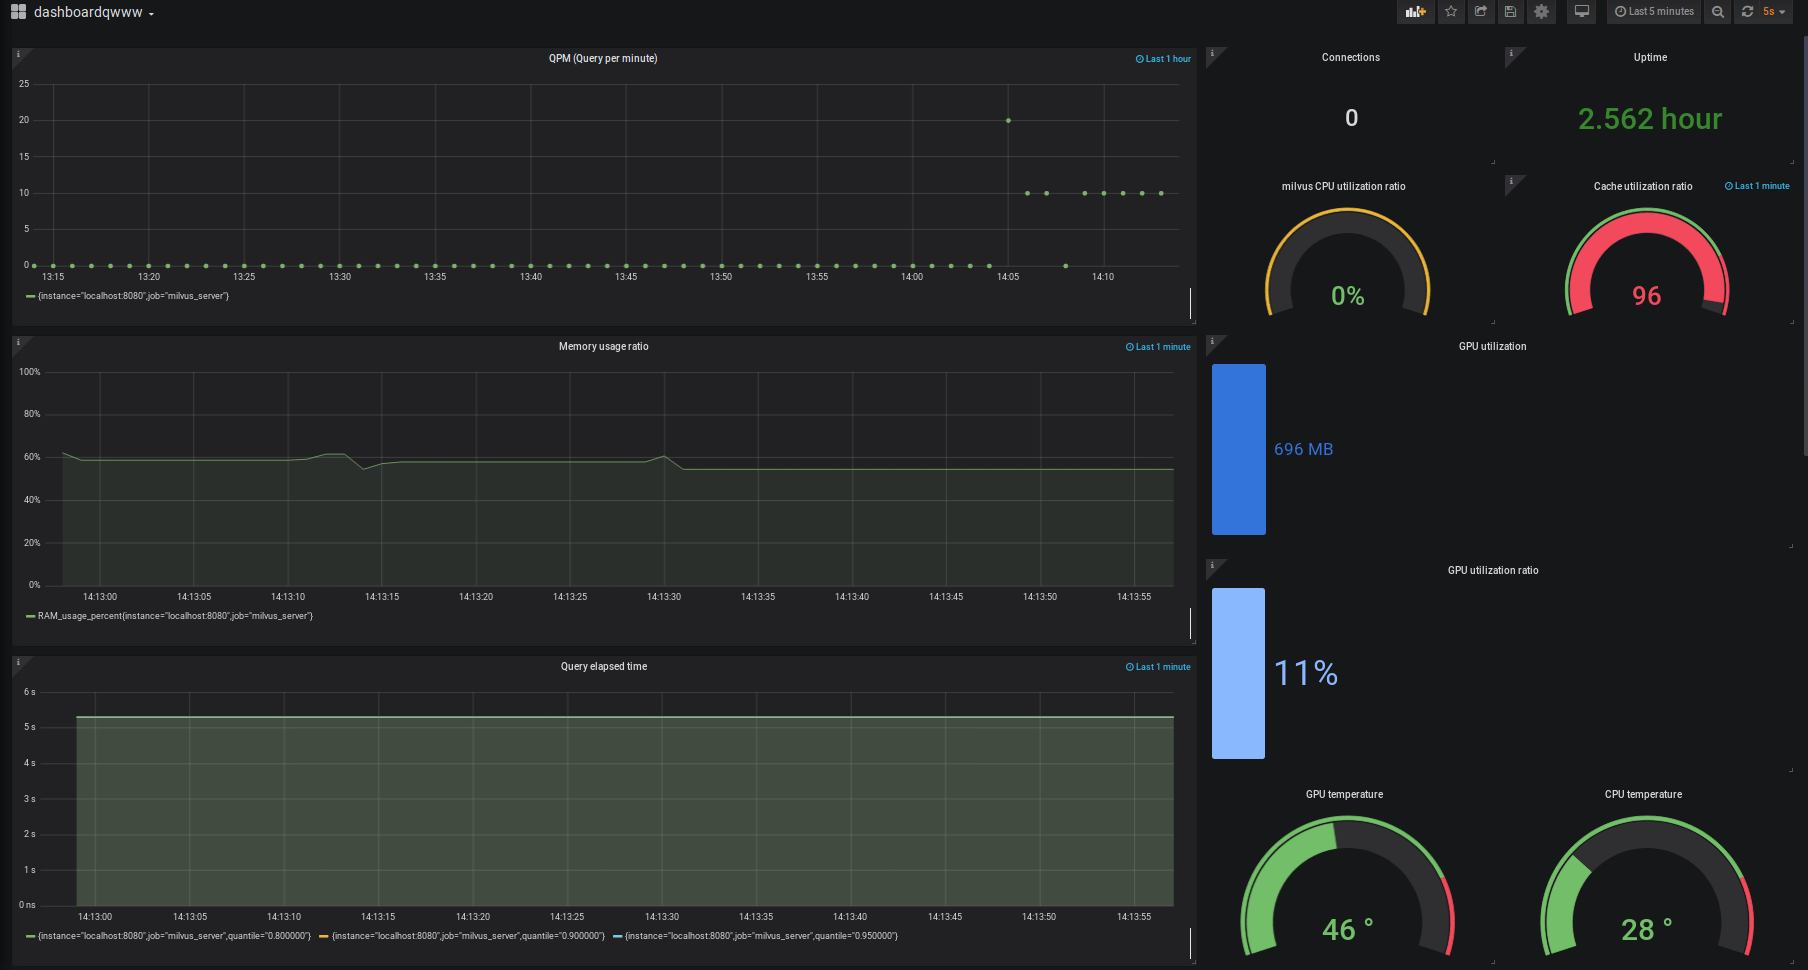 dashboardqwww
Last 5 minutes
5s
QPM (Query per minute)
Last 1 hour
25
20
15
10
5
0
13:15 13:20 13:25 13:30 13:35 13:40 13:45 13:50 13:55 14:00 14:05 14:10
{instance="localhost:8080",job="milvus_server"}
Connections
0
Uptime
2.562 hour
milvus CPU utilization ratio
0%
Cache utilization ratio
Last 1 minute
96
Memory usage ratio
Last 1 minute
100%
80%
60%
40%
20%
0%
14:13:00 14:13:05 14:13:10 14:13:15 14:13:20 14:13:25 14:13:30 14:13:35 14:13:40 14:13:45 14:13:50 14:13:55
RAM_usage_percent{instance="localhost:8080",job="milvus_server"}
GPU utilization
696 MB
GPU utilization ratio
11%
Query elapsed time
Last 1 minute
6 s
5 s
4 s
3 s
2 s
1 s
0 ns
14:13:00 14:13:05 14:13:10 14:13:15 14:13:20 14:13:25 14:13:30 14:13:35 14:13:40 14:13:45 14:13:50 14:13:55
{instance="localhost:8080",job="milvus_server",quantile="0.800000"} {instance="localhost:8080",job="milvus_server",quantile="0.900000"} {instance="localhost:8080",job="milvus_server",quantile="0.950000"}
GPU temperature
46 °
CPU temperature
28 °